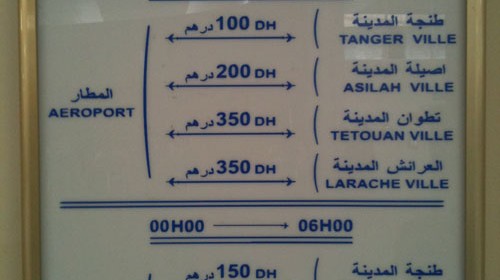 100 درهم DH
طنجة المدينة
TANGER VILLE
200 درهم DH
اصيلة المدينة
ASILAH VILLE
المطار
AEROPORT
350 درهم DH
تطوان المدينة
TETOUAN VILLE
350 درهم DH
العرائش المدينة
LARACHE VILLE
00H00 → 06H00
150 درهم DH
طنجة المدينة